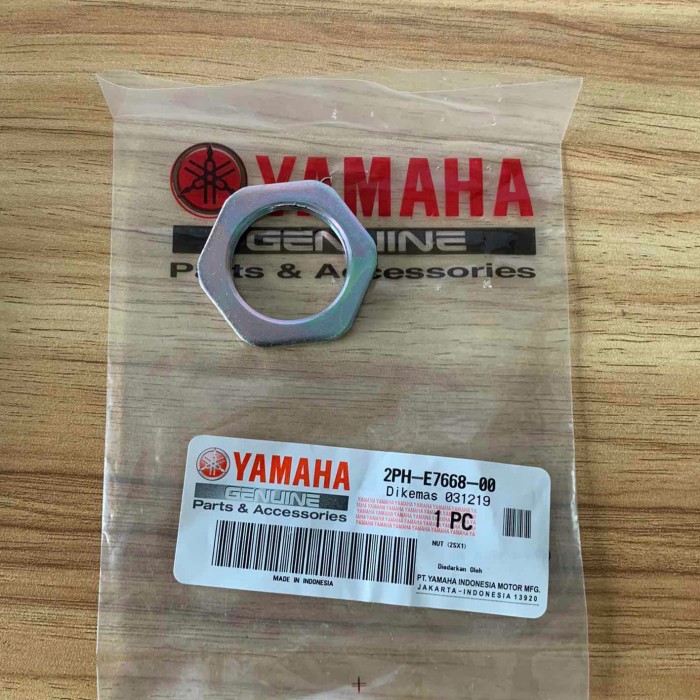 YAMAHA
GENUINE
Parts & Accessories
YAMAHA
GENUINE
Parts & Accessories
MADE IN INDONESIA
2PH-E7668-00
Dikemas 031219
1 PC
NUT (2SX1)
Diedarkan Oleh
PT. YAMAHA INDONESIA MOTOR MFG.
JAKARTA-INDONESIA 13920